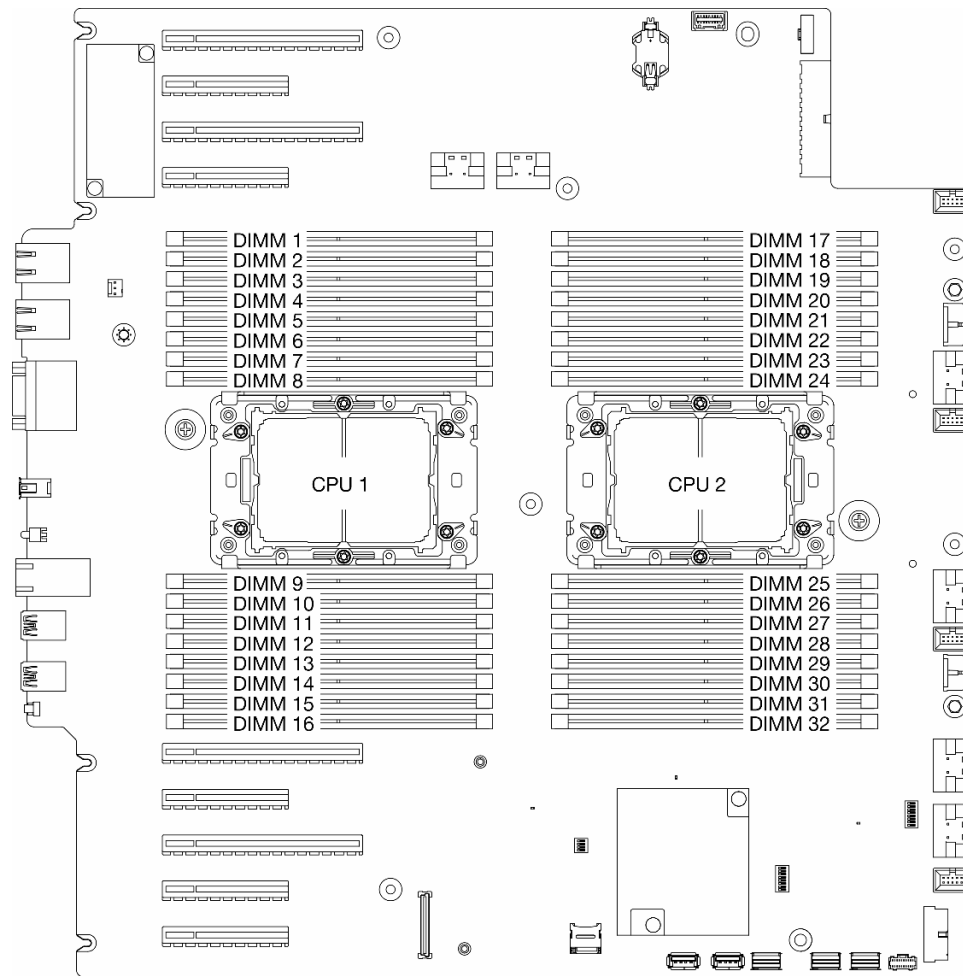 DIMM 1
DIMM 2
DIMM 3
DIMM 4
DIMM 5
DIMM 6
DIMM 7
DIMM 8
DIMM 17
DIMM 18
DIMM 19
DIMM 20
DIMM 21
DIMM 22
DIMM 23
DIMM 24
CPU 1
CPU 2
DIMM 9
DIMM 10
DIMM 11
DIMM 12
DIMM 13
DIMM 14
DIMM 15
DIMM 16
DIMM 25
DIMM 26
DIMM 27
DIMM 28
DIMM 29
DIMM 30
DIMM 31
DIMM 32